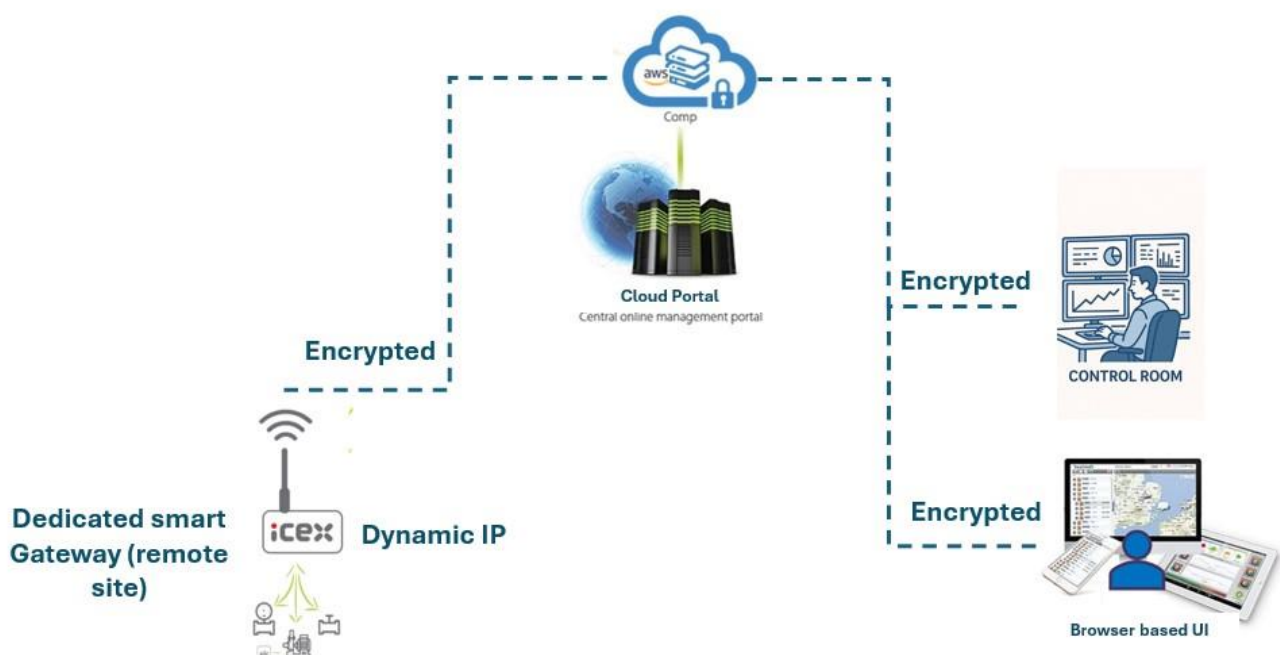 aws
Comp
Cloud Portal
Central online management portal
Encrypted
Encrypted
CONTROL ROOM
Dedicated smart
Gateway (remote
site)
icex
Dynamic IP
Encrypted
Browser based UI